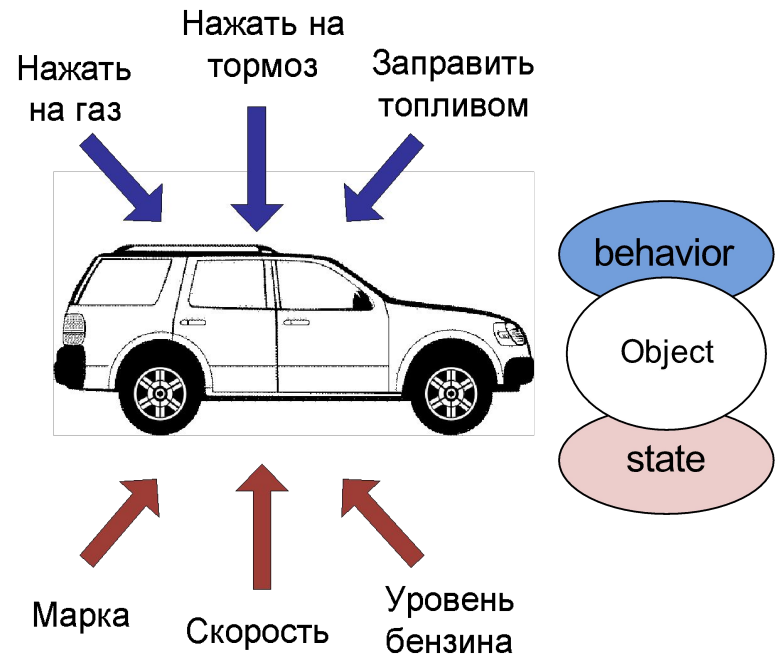 Нажать
на газ
Нажать на
тормоз
Заправить
топливом
behavior
Object
state
Марка
Скорость
Уровень
бензина